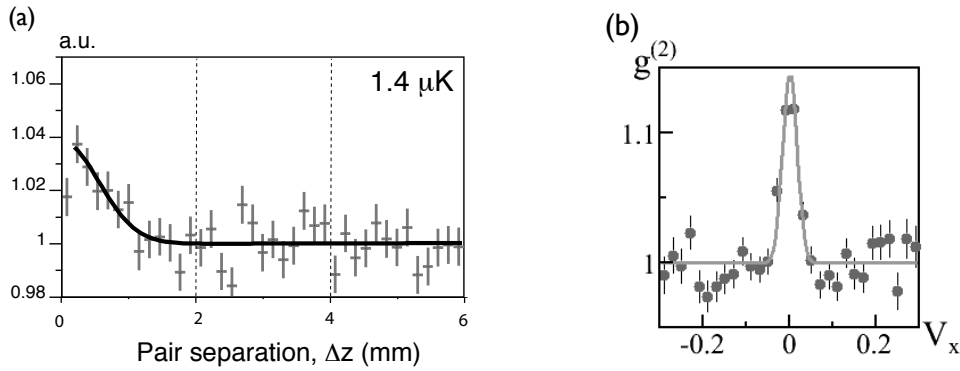 (a)
a.u.
1.06
1.04
1.02
1
0.98
1.4 μK
0 2 4 6
Pair separation, Δz (mm)
(b)
g(2)
1.1
1
-0.2 0 0.2 Vx